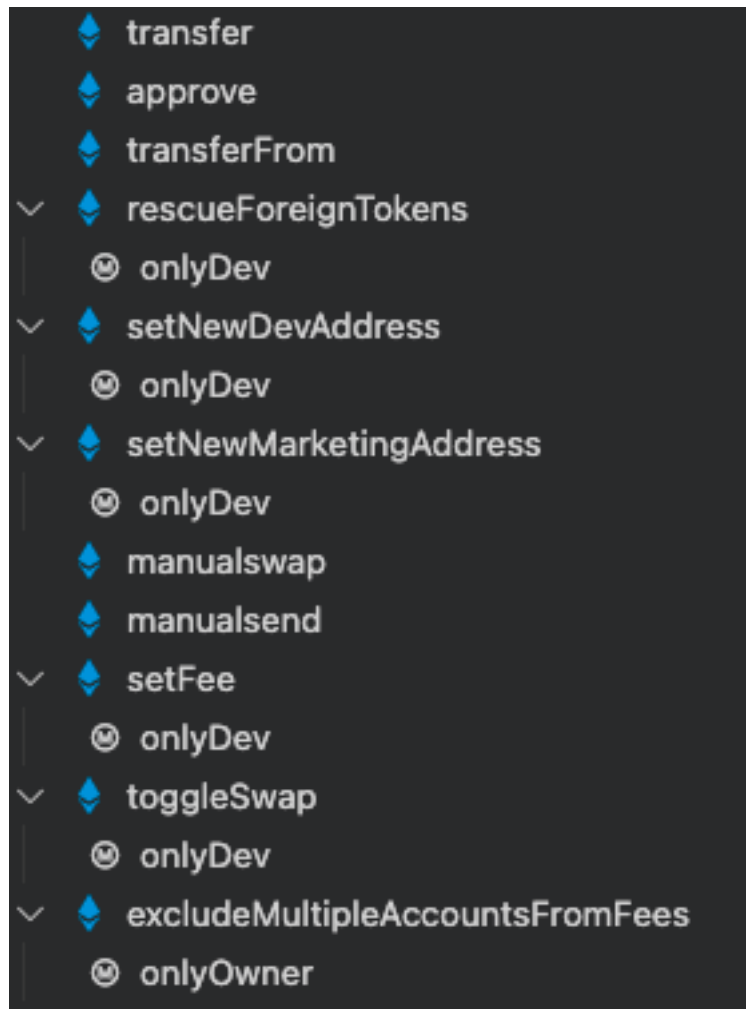 transfer
approve
transferFrom
rescueForeignTokens
onlyDev
setNewDevAddress
onlyDev
setNewMarketingAddress
onlyDev
manualswap
manualsend
setFee
onlyDev
toggleSwap
onlyDev
excludeMultipleAccountsFromFees
onlyOwner